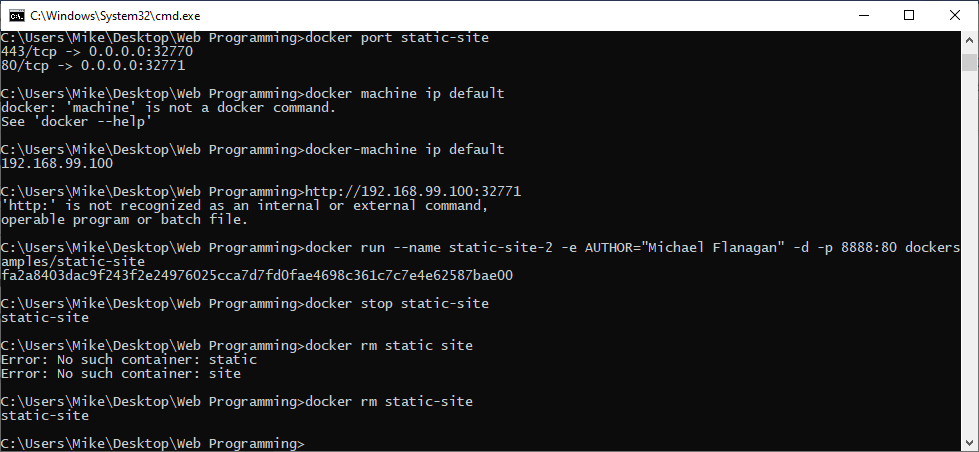 C:\Windows\System32\cmd.exe
C:\Users\Mike\Desktop\Web Programming>docker port static-site
443/tcp -> 0.0.0.0:32770
80/tcp -> 0.0.0.0:32771
C:\Users\Mike\Desktop\Web Programming>docker machine ip default
docker: 'machine' is not a docker command.
See 'docker --help'
C:\Users\Mike\Desktop\Web Programming>docker-machine ip default
192.168.99.100
C:\Users\Mike\Desktop\Web Programming>http://192.168.99.100:32771
'http:' is not recognized as an internal or external command,
operable program or batch file.
C:\Users\Mike\Desktop\Web Programming>docker run --name static-site-2 -e AUTHOR="Michael Flanagan" -d -p 8888:80 dockers
amples/static-site
fa2a8403dac9f243f2e24976025cca7d7fd0fae4698c361c7c7e4e62587bae00
C:\Users\Mike\Desktop\Web Programming>docker stop static-site
static-site
C:\Users\Mike\Desktop\Web Programming>docker rm static site
Error: No such container: static
Error: No such container: site
C:\Users\Mike\Desktop\Web Programming>docker rm static-site
static-site
C:\Users\Mike\Desktop\Web Programming>